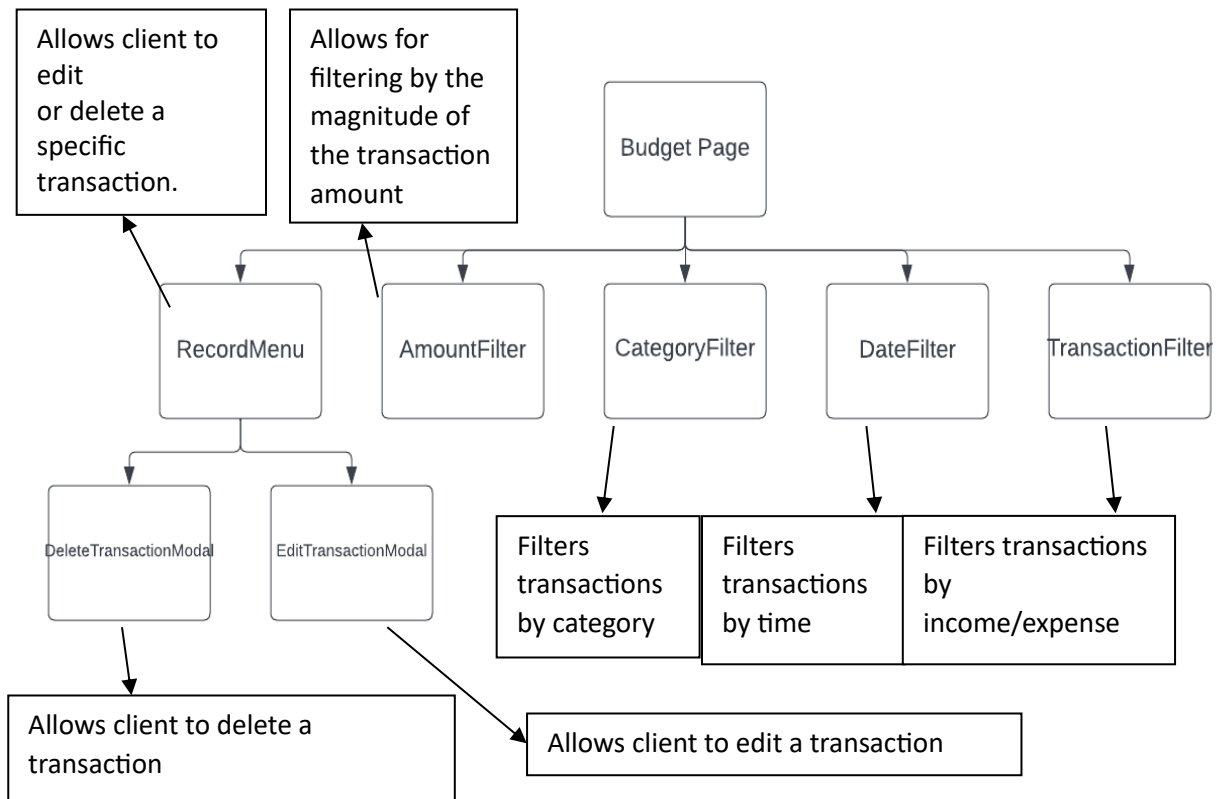 Allows client to
edit
or delete a
specific
transaction.
Allows for
filtering by the
magnitude of
the transaction
amount
Budget Page
RecordMenu
AmountFilter
CategoryFilter
DateFilter
TransactionFilter
DeleteTransactionModal
EditTransactionModal
Filters
transactions
by category
Filters
transactions
by time
Filters transactions
by
income/expense
Allows client to delete a
transaction
Allows client to edit a transaction